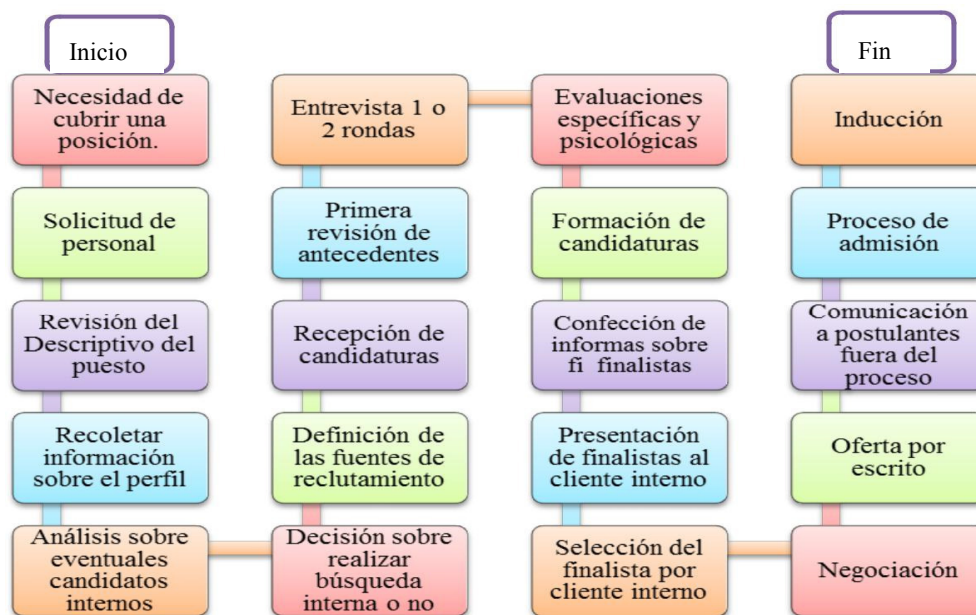 Inicio
Necesidad de
cubrir una
posición.
Solicitud de
personal
Revisión del
Descriptivo del
puesto
Recoletar
información
sobre el perfil
Análisis sobre
eventuales
candidatos
internos
Decisión sobre
realizar
búsqueda
interna o no
Definición de
las fuentes de
reclutamiento
Recepción de
candidaturas
Primera
revisión de
antecedentes
Entrevista 1 o
2 rondas
Evaluaciones
específicas y
psicológicas
Formación de
candidaturas
Confección de
informas sobre
fi finalistas
Presentación
de finalistas al
cliente interno
Selección del
finalista por
cliente interno
Negociación
Oferta por
escrito
Comunicación
a postulantes
fuera del
proceso
Proceso de
admisión
Inducción
Fin